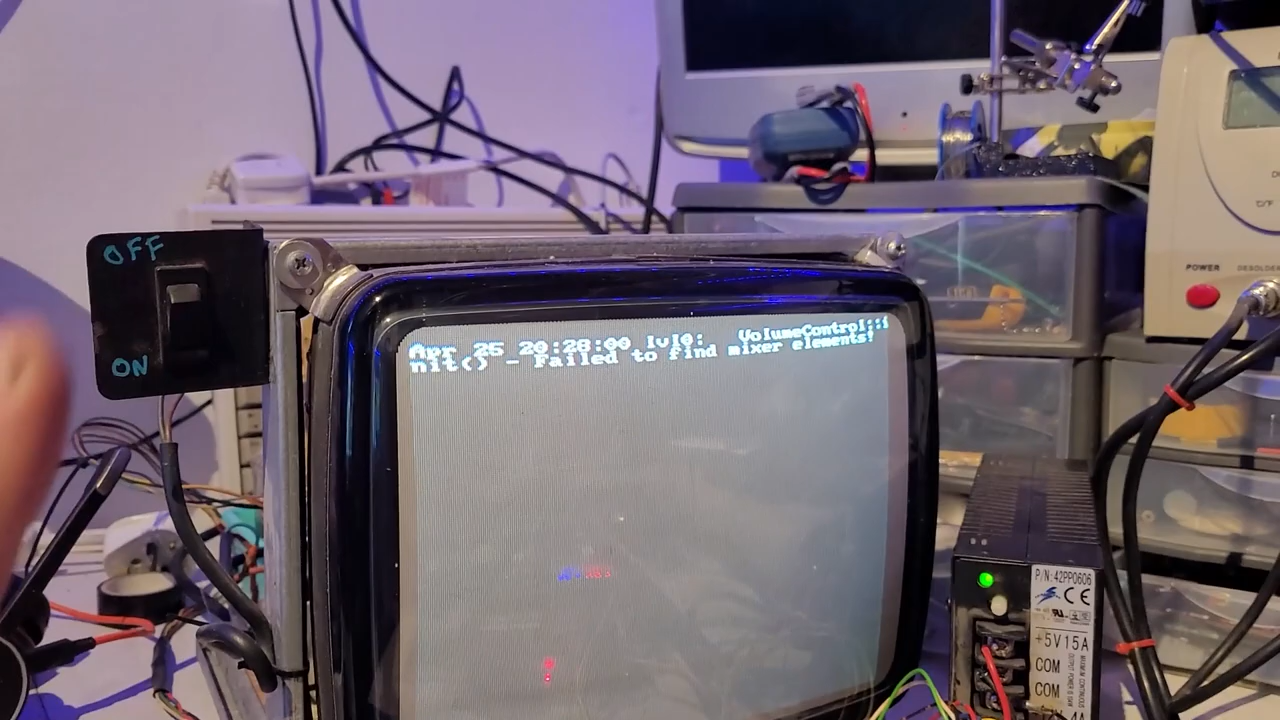 OFF
ON
Apr 25 20:28:00 lvl0: VolumeControl::i
nit() - Failed to find mixer elements!
POWER
°C/°F
P/N:42PP0606
CE
+5V15A
COM
COM